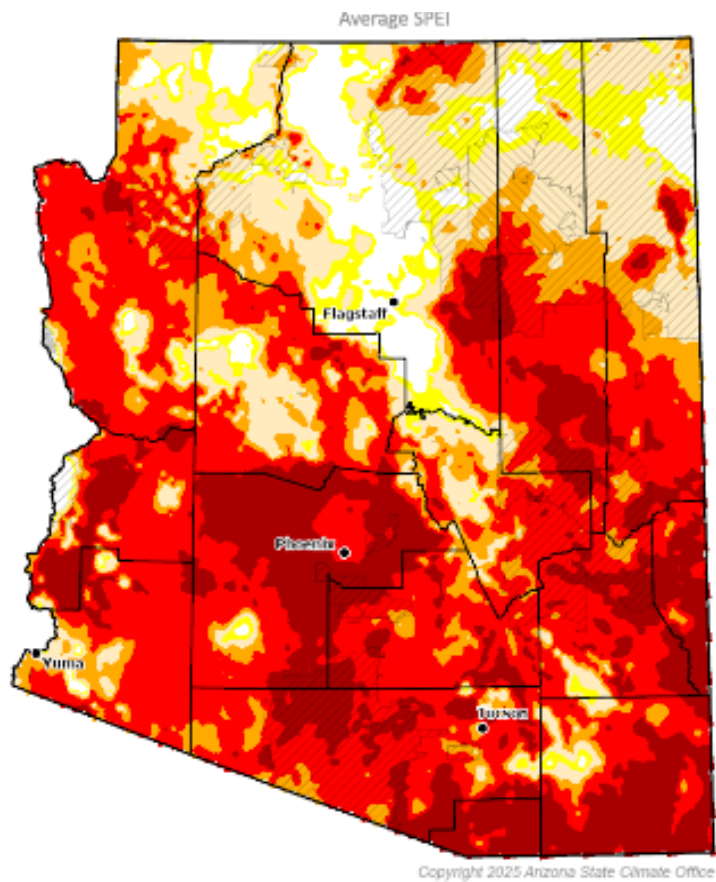 Average SPEI
Flagstaff
Phoenix
Yuma
Tucson
Copyright 2025 Arizona State Climate Office